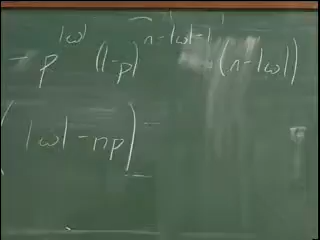 - p^{|ω|} (1-p)^{n-|ω|-1} (n-|ω|)
(|ω| - np) =